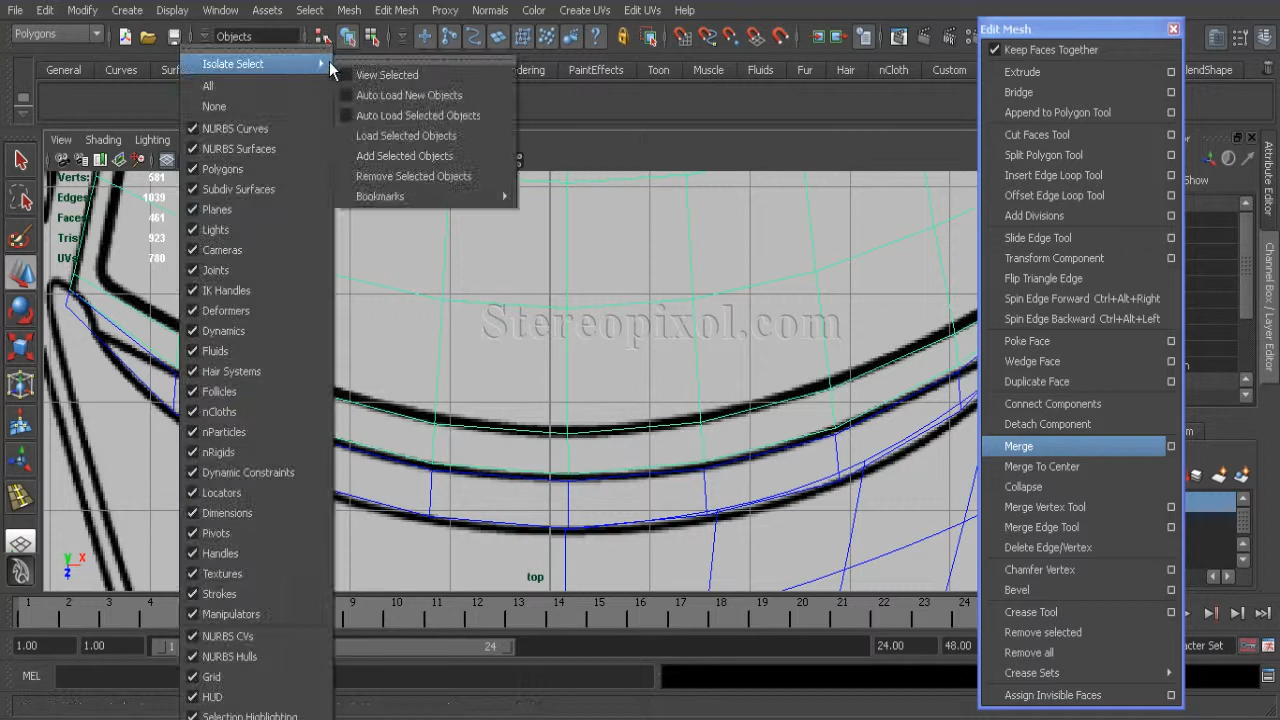 File Edit Modify Create Display Window Assets Select Mesh Edit Mesh Proxy Normals Color Create UVs Edit UVs
Polygons
Objects
General Curves PaintEffects Toon Muscle Fluids Fur Hair nCloth Custom
View Shading Lighting
Verts: 581
Edges: 1039
Faces: 461
Tris: 923
UVs: 780
Isolate Select
All
None
NURBS Curves
NURBS Surfaces
Polygons
Subdiv Surfaces
Planes
Lights
Cameras
Joints
IK Handles
Deformers
Dynamics
Fluids
Hair Systems
Follicles
nCloths
nParticles
nRigids
Dynamic Constraints
Locators
Dimensions
Pivots
Handles
Textures
Strokes
Manipulators
NURBS CVs
NURBS Hulls
Grid
HUD
Selection Highlighting
View Selected
Auto Load New Objects
Auto Load Selected Objects
Load Selected Objects
Add Selected Objects
Remove Selected Objects
Bookmarks
Stereopixol.com
top
y x
z
Edit Mesh
Keep Faces Together
Extrude
Bridge
Append to Polygon Tool
Cut Faces Tool
Split Polygon Tool
Insert Edge Loop Tool
Offset Edge Loop Tool
Add Divisions
Slide Edge Tool
Transform Component
Flip Triangle Edge
Spin Edge Forward Ctrl+Alt+Right
Spin Edge Backward Ctrl+Alt+Left
Poke Face
Wedge Face
Duplicate Face
Connect Components
Detach Component
Merge
Merge To Center
Collapse
Merge Vertex Tool
Merge Edge Tool
Delete Edge/Vertex
Chamfer Vertex
Bevel
Crease Tool
Remove selected
Remove all
Crease Sets
Assign Invisible Faces
Show
Attribute Editor
Channel Box / Layer Editor
1 2 3 4 9 10 11 12 13 14 15 16 17 18 19 20 21 22 23 24
1.00 1.00 1 24 24.00 48.00
MEL